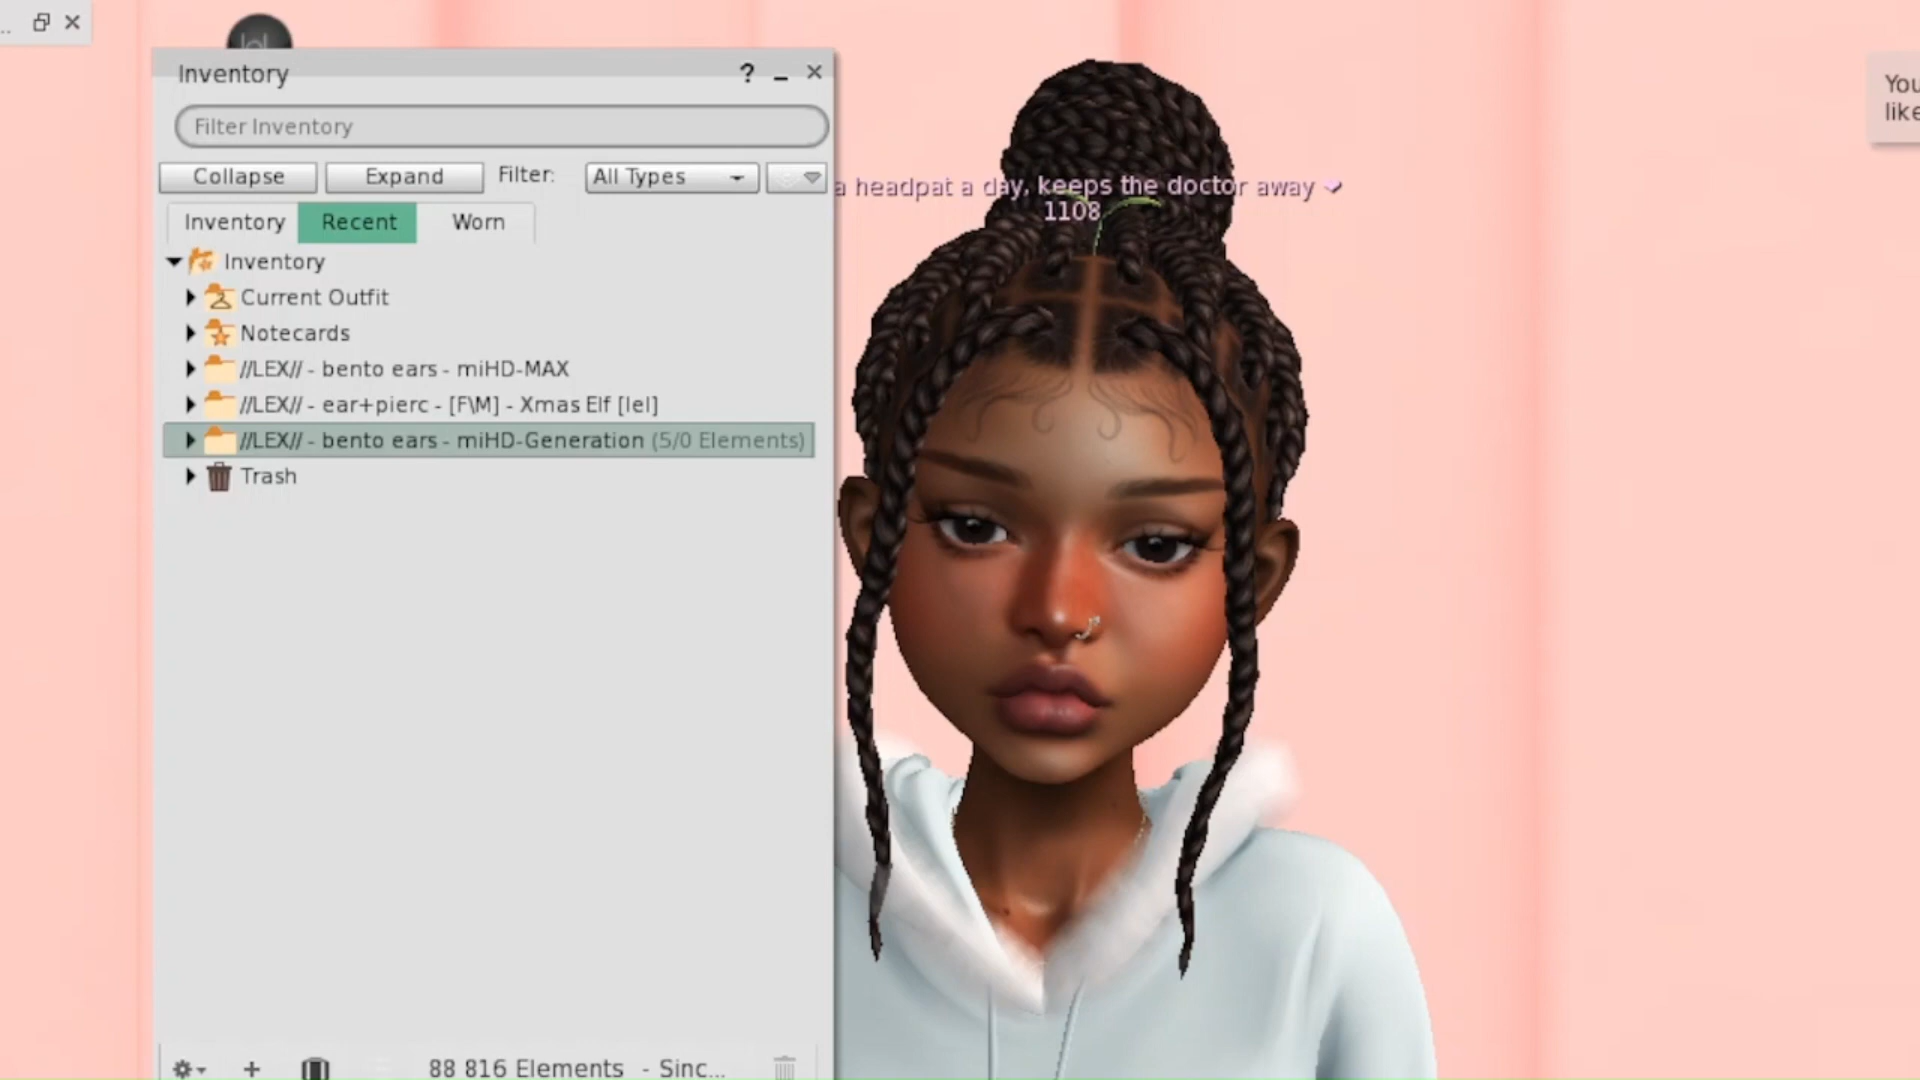 lel
Inventory
?
Filter Inventory
Collapse
Expand
Filter:
All Types
Inventory
Recent
Worn
Inventory
Current Outfit
Notecards
//LEX// - bento ears - miHD-MAX
//LEX// - ear+pierc - [F\M] - Xmas Elf [lel]
//LEX// - bento ears - miHD-Generation (5/0 Elements)
Trash
88 816 Elements - Sinc...
a headpat a day, keeps the doctor away ❤
1108
You
like